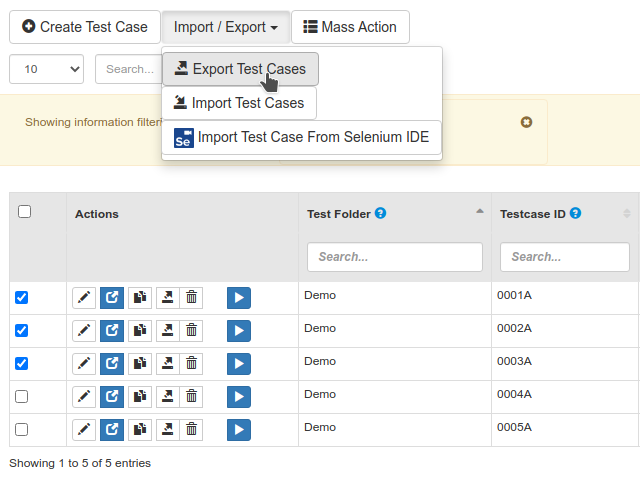 Create Test Case Import / Export Mass Action
10 Search... Export Test Cases
Import Test Cases
Showing information filteri
Se Import Test Case From Selenium IDE
Actions Test Folder ? Testcase ID ?
Search... Search...
Demo 0001A
Demo 0002A
Demo 0003A
Demo 0004A
Demo 0005A
Showing 1 to 5 of 5 entries